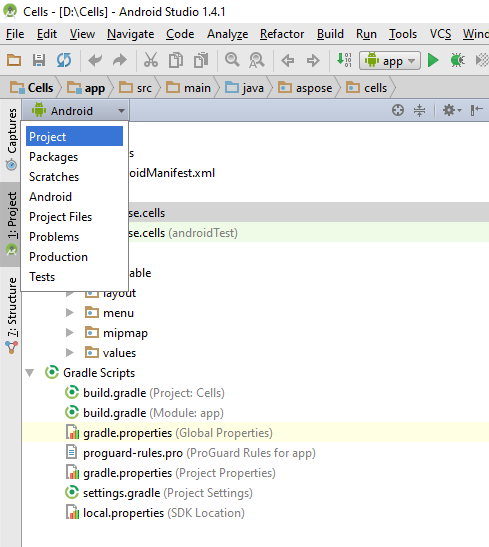 Cells - [D:\Cells] - Android Studio 1.4.1
File Edit View Navigate Code Analyze Refactor Build Run Tools VCS
app
Cells app src main java aspose cells
Android
Captures
1: Project
7: Structure
Project
Packages
Scratches
Android
Project Files
Problems
Production
Tests
oidManifest.xml
se.cells
se.cells (androidTest)
able
layout
menu
mipmap
values
Gradle Scripts
build.gradle (Project: Cells)
build.gradle (Module: app)
gradle.properties (Global Properties)
proguard-rules.pro (ProGuard Rules for app)
gradle.properties (Project Properties)
settings.gradle (Project Settings)
local.properties (SDK Location)